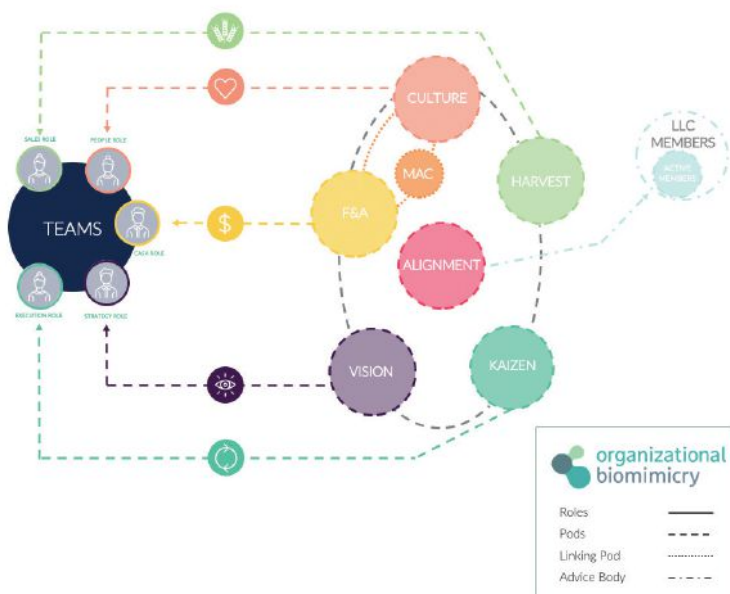 CULTURE
LLC
MEMBERS
ACTIVE
MEMBERS
SALES ROLE
PEOPLE ROLE
MAC
HARVEST
F&A
TEAMS
$
CASH ROLE
ALIGNMENT
EXECUTION ROLE
STRATEGY ROLE
VISION
KAIZEN
organizational
biomimicry
Roles
Pods
Linking Pod
Advice Body